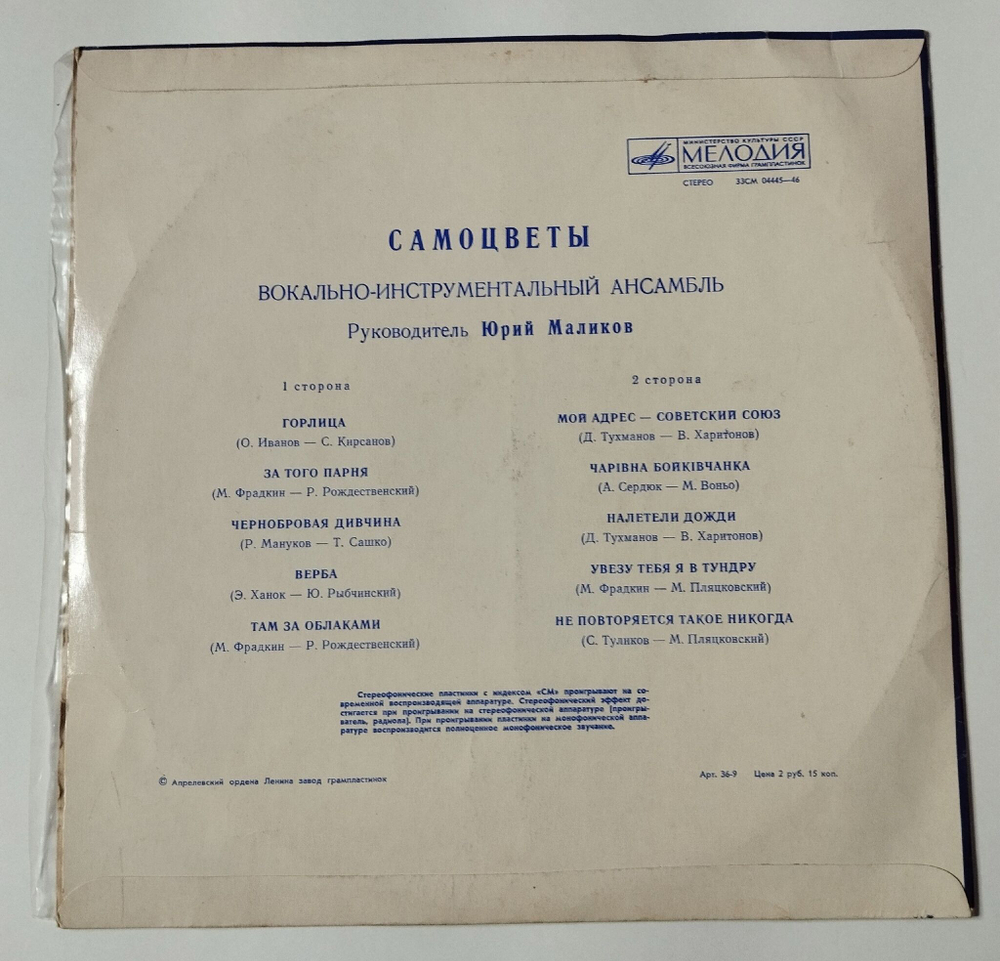 МИНИСТЕРСТВО КУЛЬТУРЫ СССР
МЕЛОДИЯ
ВСЕСОЮЗНАЯ ФИРМА ГРАМПЛАСТИНОК
СТЕРЕО 33СМ 04445—46
САМОЦВЕТЫ
ВОКАЛЬНО-ИНСТРУМЕНТАЛЬНЫЙ АНСАМБЛЬ
Руководитель Юрий Маликов
1 сторона
ГОРЛИЦА
(О. Иванов — С. Кирсанов)
ЗА ТОГО ПАРНЯ
(М. Фрадкин — Р. Рождественский)
ЧЕРНОБРОВАЯ ДИВЧИНА
(Р. Мануков — Т. Сашко)
ВЕРБА
(Э. Ханок — Ю. Рыбчинский)
ТАМ ЗА ОБЛАКАМИ
(М. Фрадкин — Р. Рождественский)
2 сторона
МОЙ АДРЕС — СОВЕТСКИЙ СОЮЗ
(Д. Тухманов — В. Харитонов)
ЧАРІВНА БОЙКІВЧАНКА
(А. Сердюк — М. Воньо)
НАЛЕТЕЛИ ДОЖДИ
(Д. Тухманов — В. Харитонов)
УВЕЗУ ТЕБЯ Я В ТУНДРУ
(М. Фрадкин — М. Пляцковский)
НЕ ПОВТОРЯЕТСЯ ТАКОЕ НИКОГДА
(С. Туликов — М. Пляцковский)
Стереофонические пластинки с индексом «СМ» проигрывают на со-
временной воспроизводящей аппаратуре. Стереофонический эффект до-
стигается при проигрывании на стереофонической аппаратуре (проигры-
ватель, радиола). При проигрывании пластинки на монофонической аппа-
ратуре воспроизводится полноценное монофоническое звучание.
© Апрелевский ордена Ленина завод грампластинок
Арт. 36-9 Цена 2 руб. 15 коп.